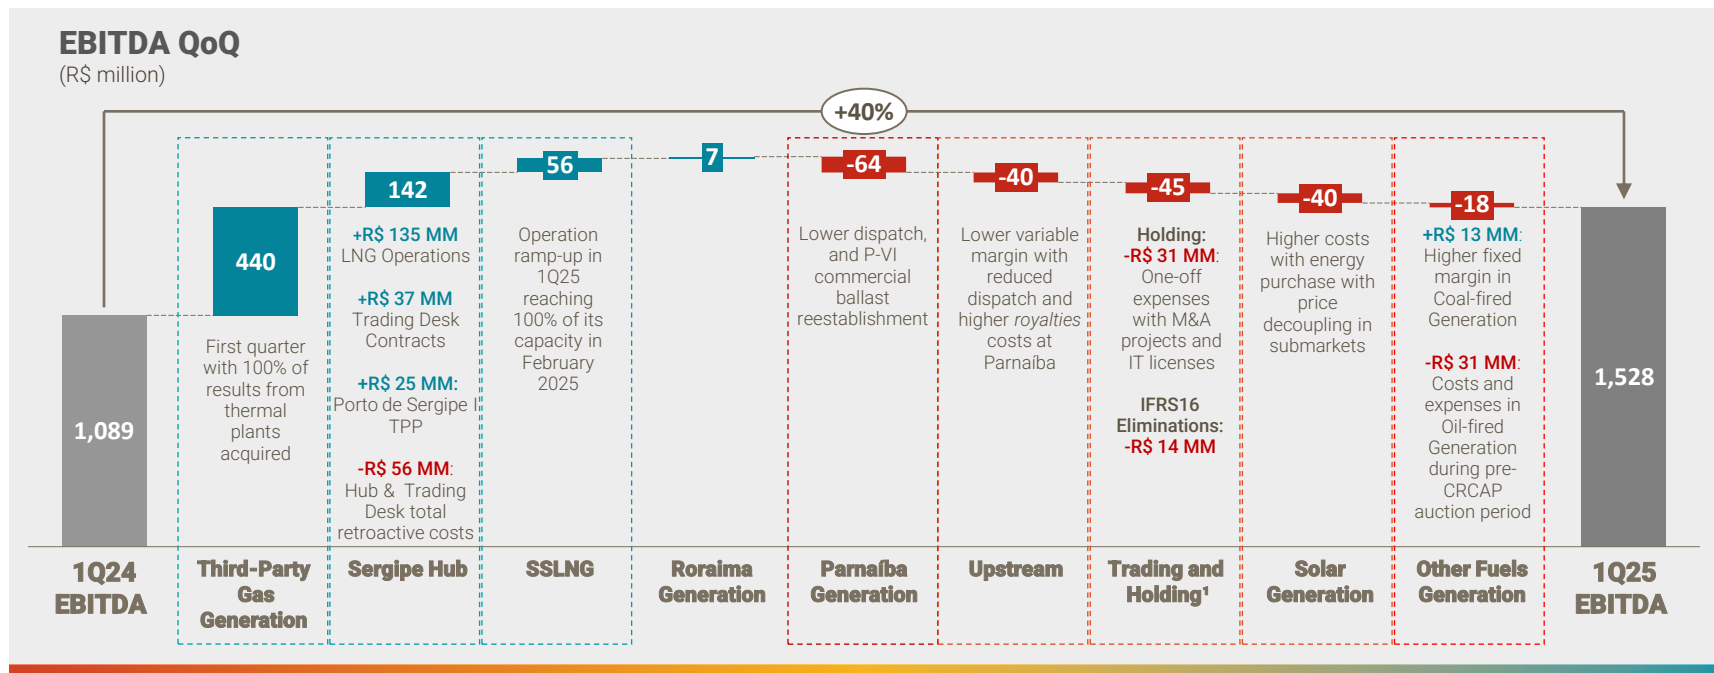 EBITDA QoQ
(R$ million)
+40%
1,089
440
First quarter
with 100% of
results from
thermal
plants
acquired
142
+R$ 135 MM
LNG Operations
+R$ 37 MM
Trading Desk
Contracts
+R$ 25 MM:
Porto de Sergipe I
TPP
-R$ 56 MM:
Hub & Trading
Desk total
retroactive costs
56
Operation
ramp-up in
1Q25
reaching
100% of its
capacity in
February
2025
7
-64
Lower dispatch,
and P-VI
commercial
ballast
reestablishment
-40
Lower variable
margin with
reduced
dispatch and
higher royalties
costs at
Parnaíba
-45
Holding:
-R$ 31 MM:
One-off
expenses
with M&A
projects and
IT licenses
IFRS16
Eliminations:
-R$ 14 MM
-40
Higher costs
with energy
purchase with
price
decoupling in
submarkets
-18
+R$ 13 MM:
Higher fixed
margin in
Coal-fired
Generation
-R$ 31 MM:
Costs and
expenses in
Oil-fired
Generation
during pre-
CRCAP
auction period
1,528
1Q24
EBITDA
Third-Party
Gas
Generation
Sergipe Hub
SSLNG
Roraima
Generation
Parnaíba
Generation
Upstream
Trading and
Holding¹
Solar
Generation
Other Fuels
Generation
1Q25
EBITDA